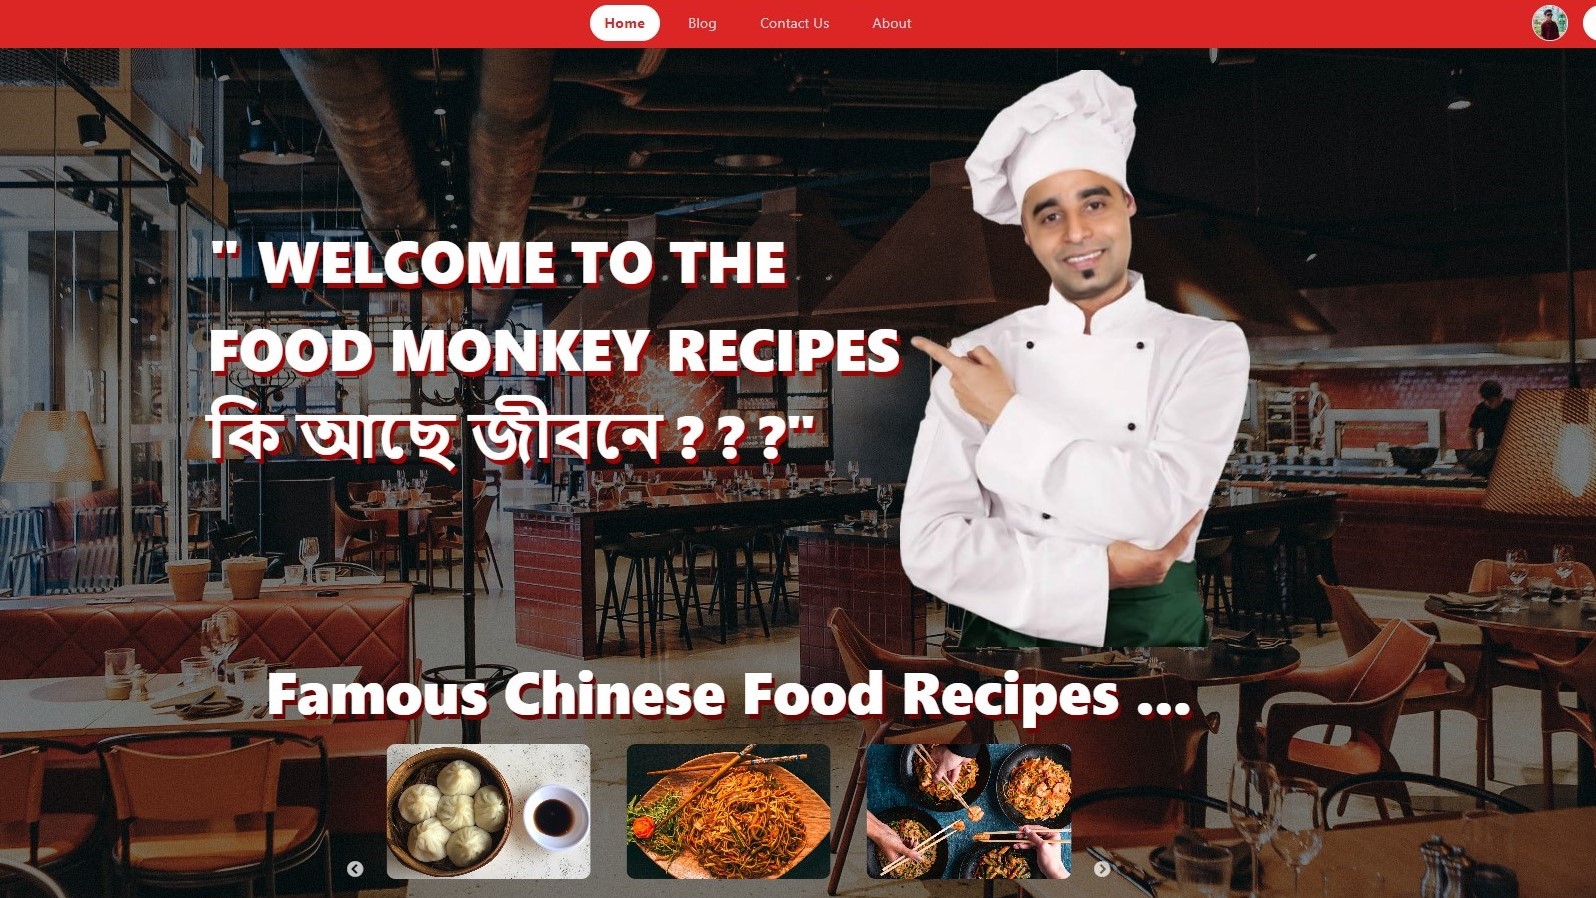 Home Blog Contact Us About
" WELCOME TO THE
FOOD MONKEY RECIPES
কি আছে জীবনে ? ? ?"
Famous Chinese Food Recipes ...